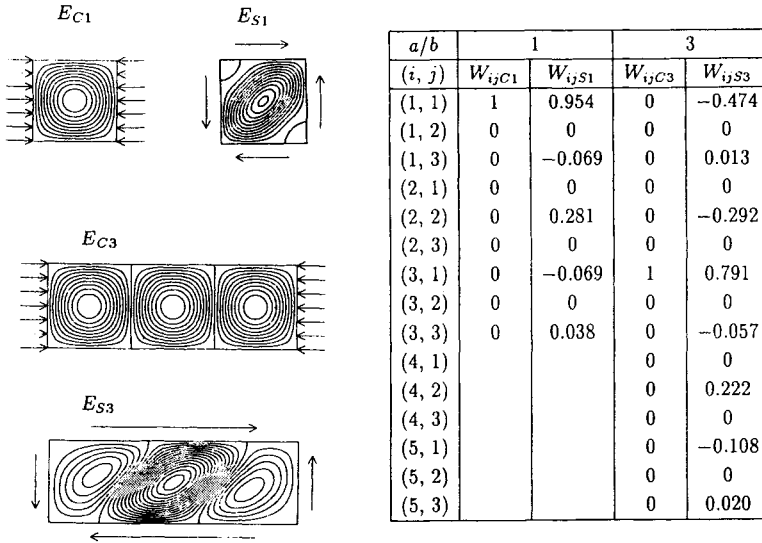 E_{C1}
E_{S1}
E_{C3}
E_{S3}
a/b 1 3
(i, j) W_{ijC1} W_{ijS1} W_{ijC3} W_{ijS3}
(1, 1) 1 0.954 0 −0.474
(1, 2) 0 0 0 0
(1, 3) 0 −0.069 0 0.013
(2, 1) 0 0 0 0
(2, 2) 0 0.281 0 −0.292
(2, 3) 0 0 0 0
(3, 1) 0 −0.069 1 0.791
(3, 2) 0 0 0 0
(3, 3) 0 0.038 0 −0.057
(4, 1) 0 0
(4, 2) 0 0.222
(4, 3) 0 0
(5, 1) 0 −0.108
(5, 2) 0 0
(5, 3) 0 0.020